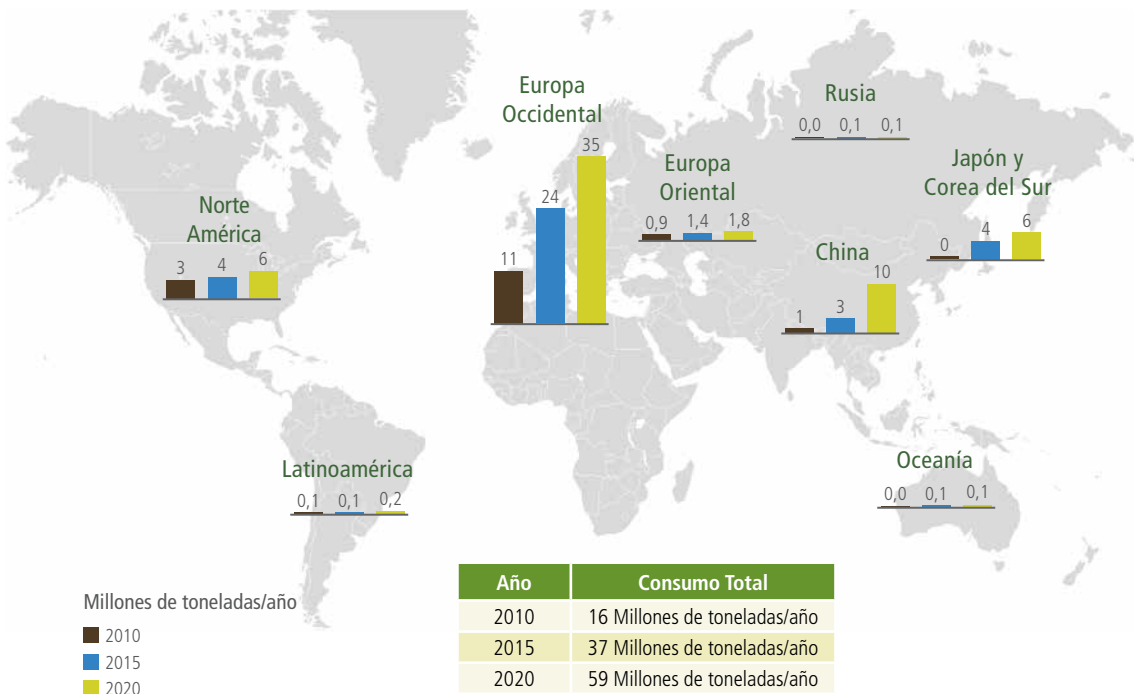 Europa
Occidental
11
24
35
Rusia
0,0 0,1 0,1
Europa
Oriental
0,9 1,4 1,8
Japón y
Corea del Sur
0 4 6
Norte
América
3 4 6
China
1 3 10
Latinoamérica
0,1 0,1 0,2
Oceanía
0,0 0,1 0,1
Millones de toneladas/año
2010
2015
2020
Año Consumo Total
2010 16 Millones de toneladas/año
2015 37 Millones de toneladas/año
2020 59 Millones de toneladas/año